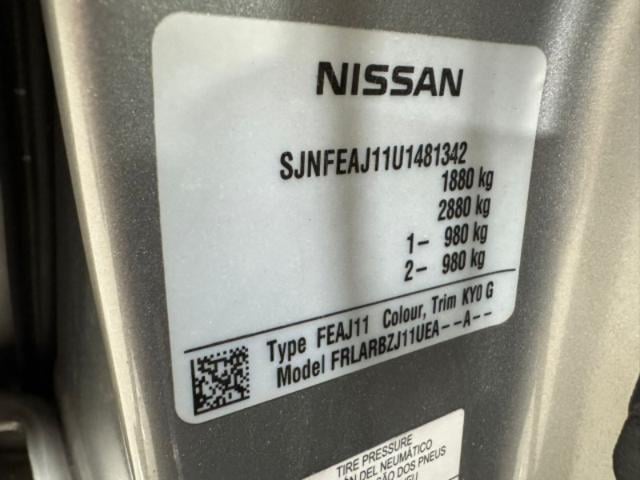 NISSAN
SJNFEAJ11U1481342
1880 kg
2880 kg
1- 980 kg
2- 980 kg
Type FEAJ11 Colour, Trim KY0 G
Model FRLARBZJ11UEA--A--
TIRE PRESSURE
DEL NEUMÁTICO
DOS PNEUS